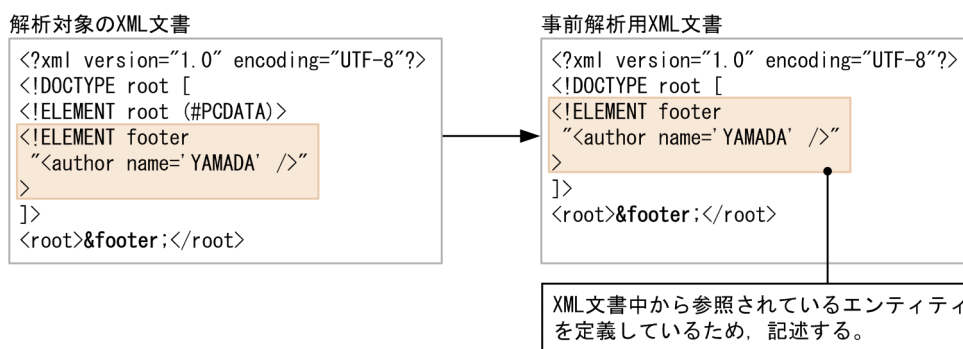 解析対象のXML文書
<?xml version="1.0" encoding="UTF-8"?>
<!DOCTYPE root [
<!ELEMENT root (#PCDATA)>
<!ELEMENT footer
"<author name='YAMADA' />"
>
]>
<root>&footer;</root>
事前解析用XML文書
<?xml version="1.0" encoding="UTF-8"?>
<!DOCTYPE root [
<!ELEMENT footer
"<author name='YAMADA' />"
>
]>
<root>&footer;</root>
XML文書中から参照されているエンティティ
を定義しているため，記述する。